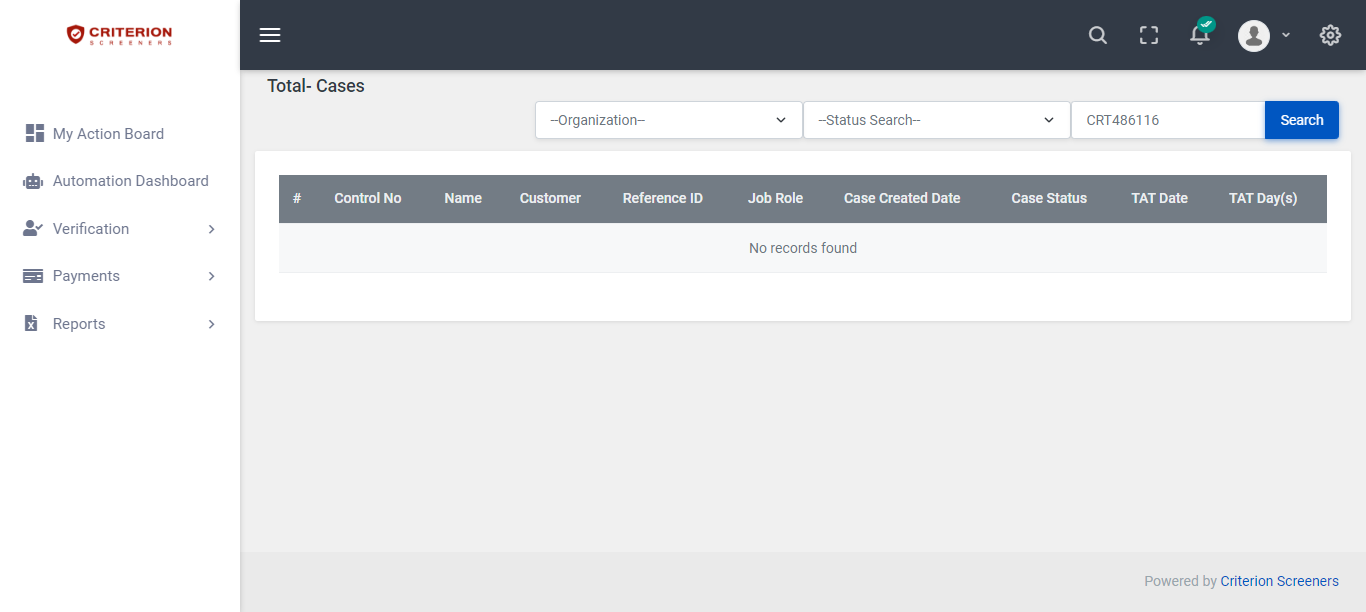 CRITERION
SCREENERS
My Action Board
Automation Dashboard
Verification
Payments
Reports
Total- Cases
--Organization--
--Status Search--
CRT486116
Search
# Control No Name Customer Reference ID Job Role Case Created Date Case Status TAT Date TAT Day(s)
No records found
Powered by Criterion Screeners